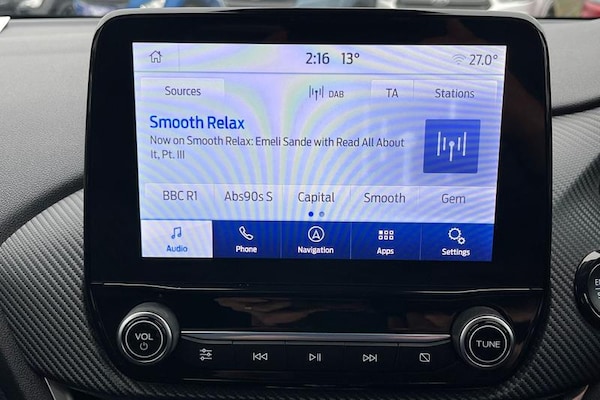 2:16 13° 27.0°
Sources DAB TA Stations
Smooth Relax
Now on Smooth Relax: Emeli Sande with Read All About
It, Pt. III
BBC R1 Abs90s S Capital Smooth Gem
Audio Phone Navigation Apps Settings
VOL TUNE